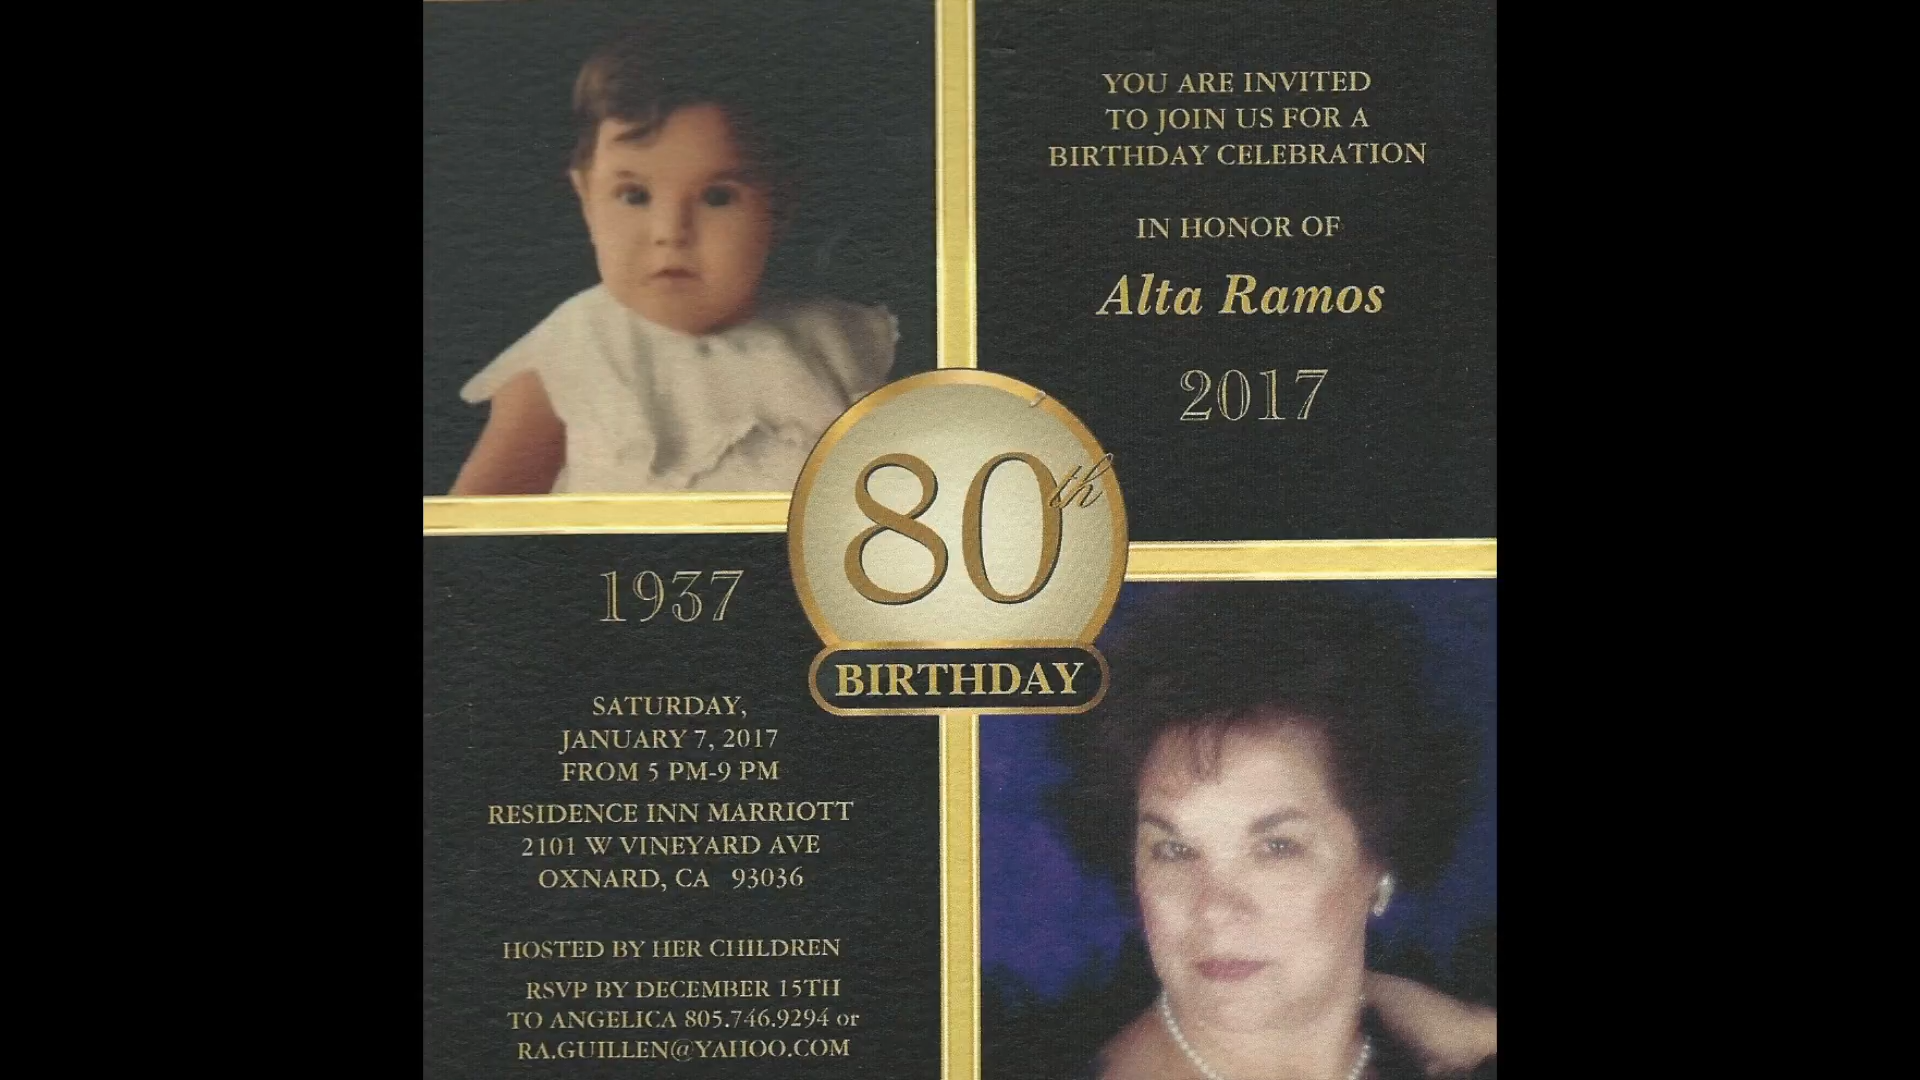 YOU ARE INVITED
TO JOIN US FOR A
BIRTHDAY CELEBRATION
IN HONOR OF
Alta Ramos
2017
80th
BIRTHDAY
1937
SATURDAY,
JANUARY 7, 2017
FROM 5 PM-9 PM
RESIDENCE INN MARRIOTT
2101 W VINEYARD AVE
OXNARD, CA 93036
HOSTED BY HER CHILDREN
RSVP BY DECEMBER 15TH
TO ANGELICA 805.746.9294 or
RA.GUILLEN@YAHOO.COM